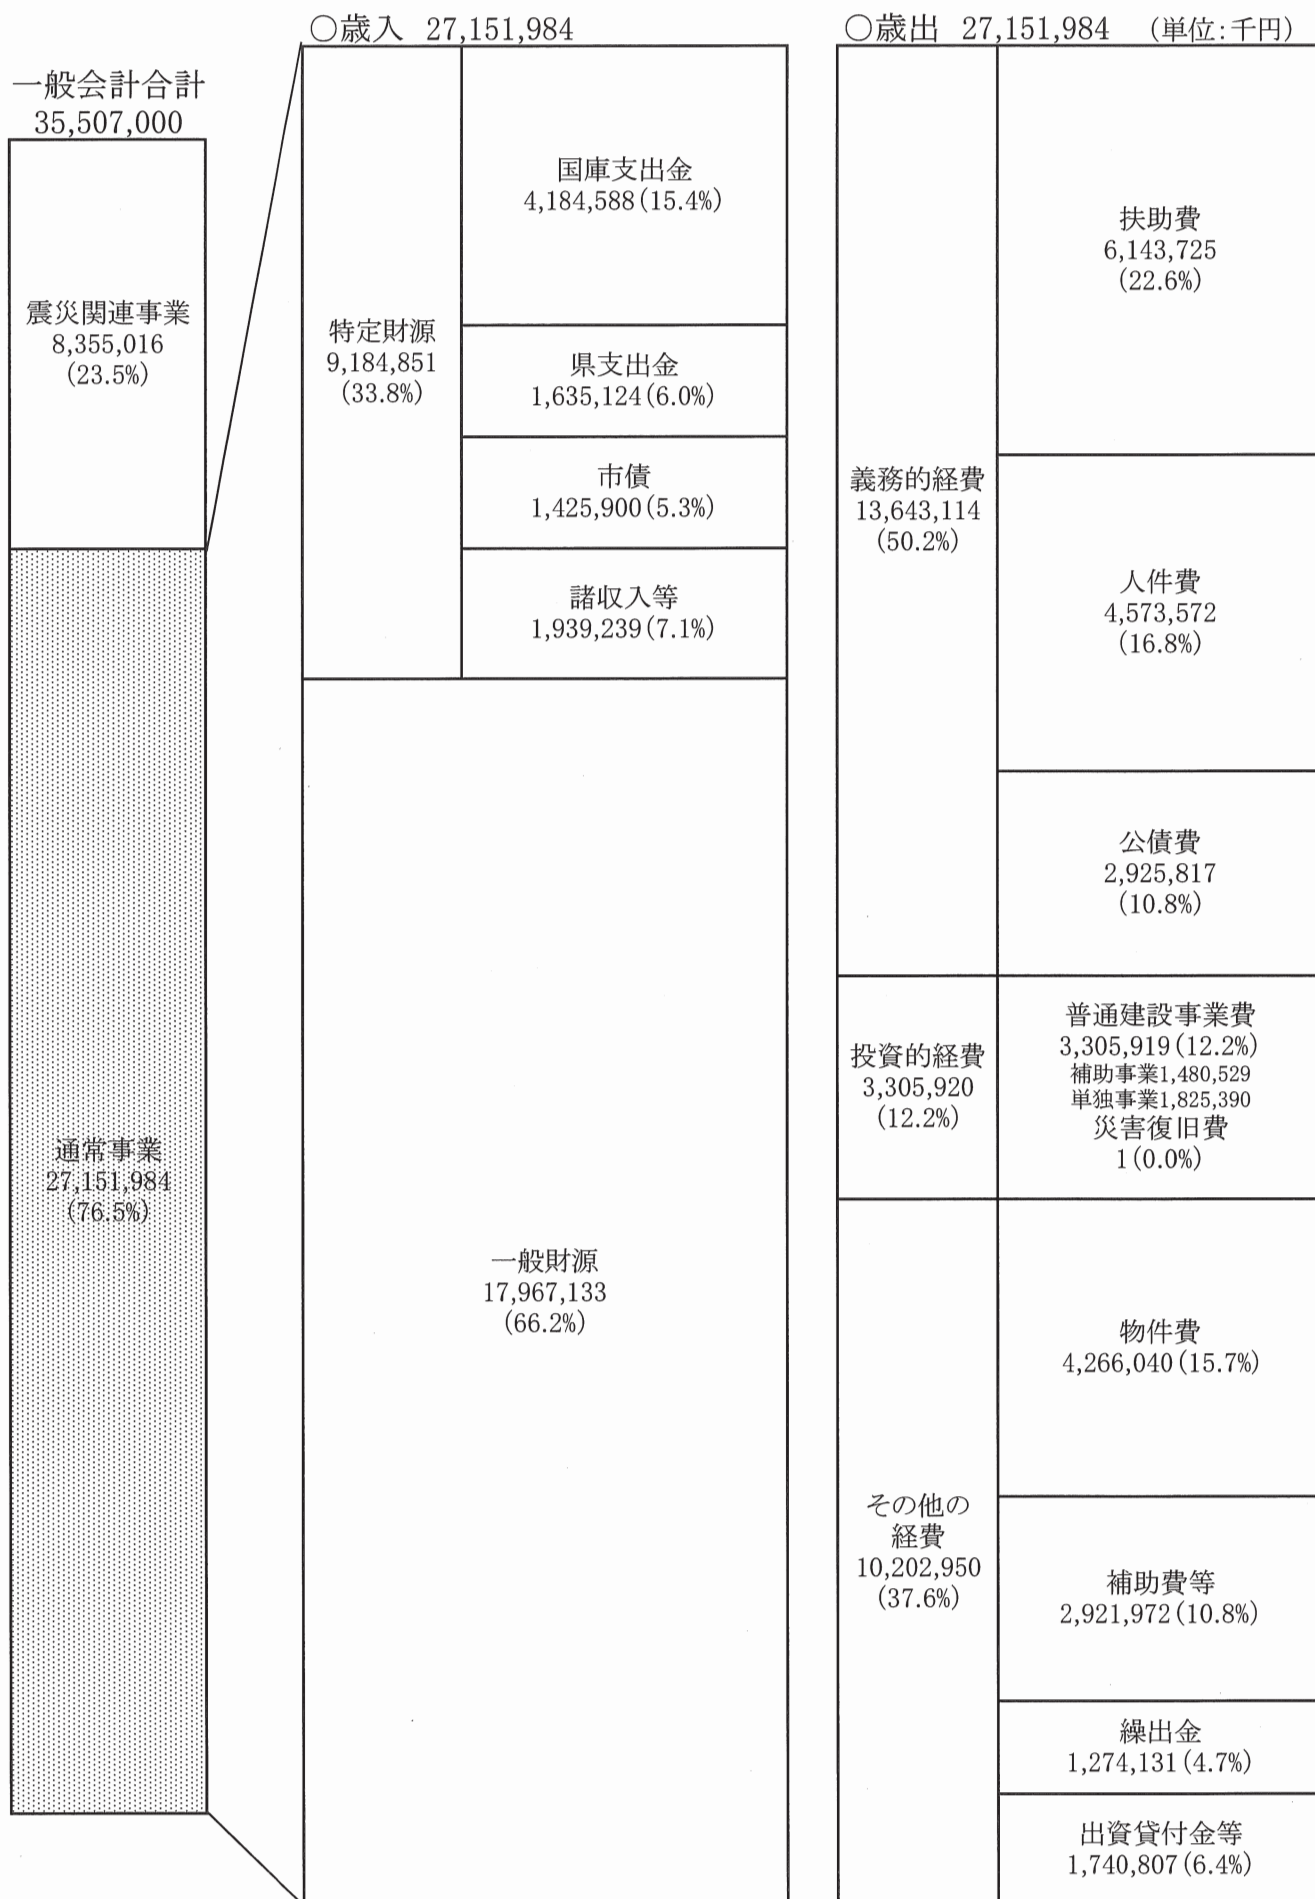 一般会計合計
35,507,000
震災関連事業
8,355,016
(23.5%)
通常事業
27,151,984
(76.5%)
○歳入 27,151,984
特定財源
9,184,851
(33.8%)
国庫支出金
4,184,588(15.4%)
県支出金
1,635,124(6.0%)
市債
1,425,900(5.3%)
諸収入等
1,939,239(7.1%)
一般財源
17,967,133
(66.2%)
○歳出 27,151,984 (単位:千円)
義務的経費
13,643,114
(50.2%)
扶助費
6,143,725
(22.6%)
人件費
4,573,572
(16.8%)
公債費
2,925,817
(10.8%)
投資的経費
3,305,920
(12.2%)
普通建設事業費
3,305,919(12.2%)
補助事業1,480,529
単独事業1,825,390
災害復旧費
1(0.0%)
その他の
経費
10,202,950
(37.6%)
物件費
4,266,040(15.7%)
補助費等
2,921,972(10.8%)
繰出金
1,274,131(4.7%)
出資貸付金等
1,740,807(6.4%)